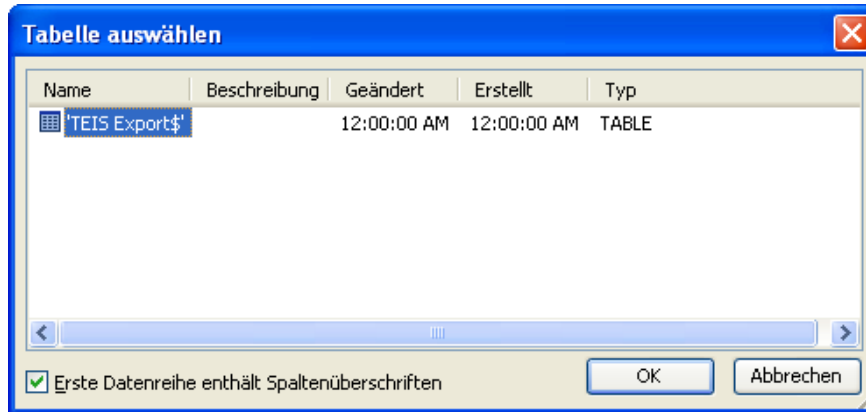 Tabelle auswählen
Name Beschreibung Geändert Erstellt Typ
'TEIS Export$' 12:00:00 AM 12:00:00 AM TABLE
Erste Datenreihe enthält Spaltenüberschriften OK Abbrechen